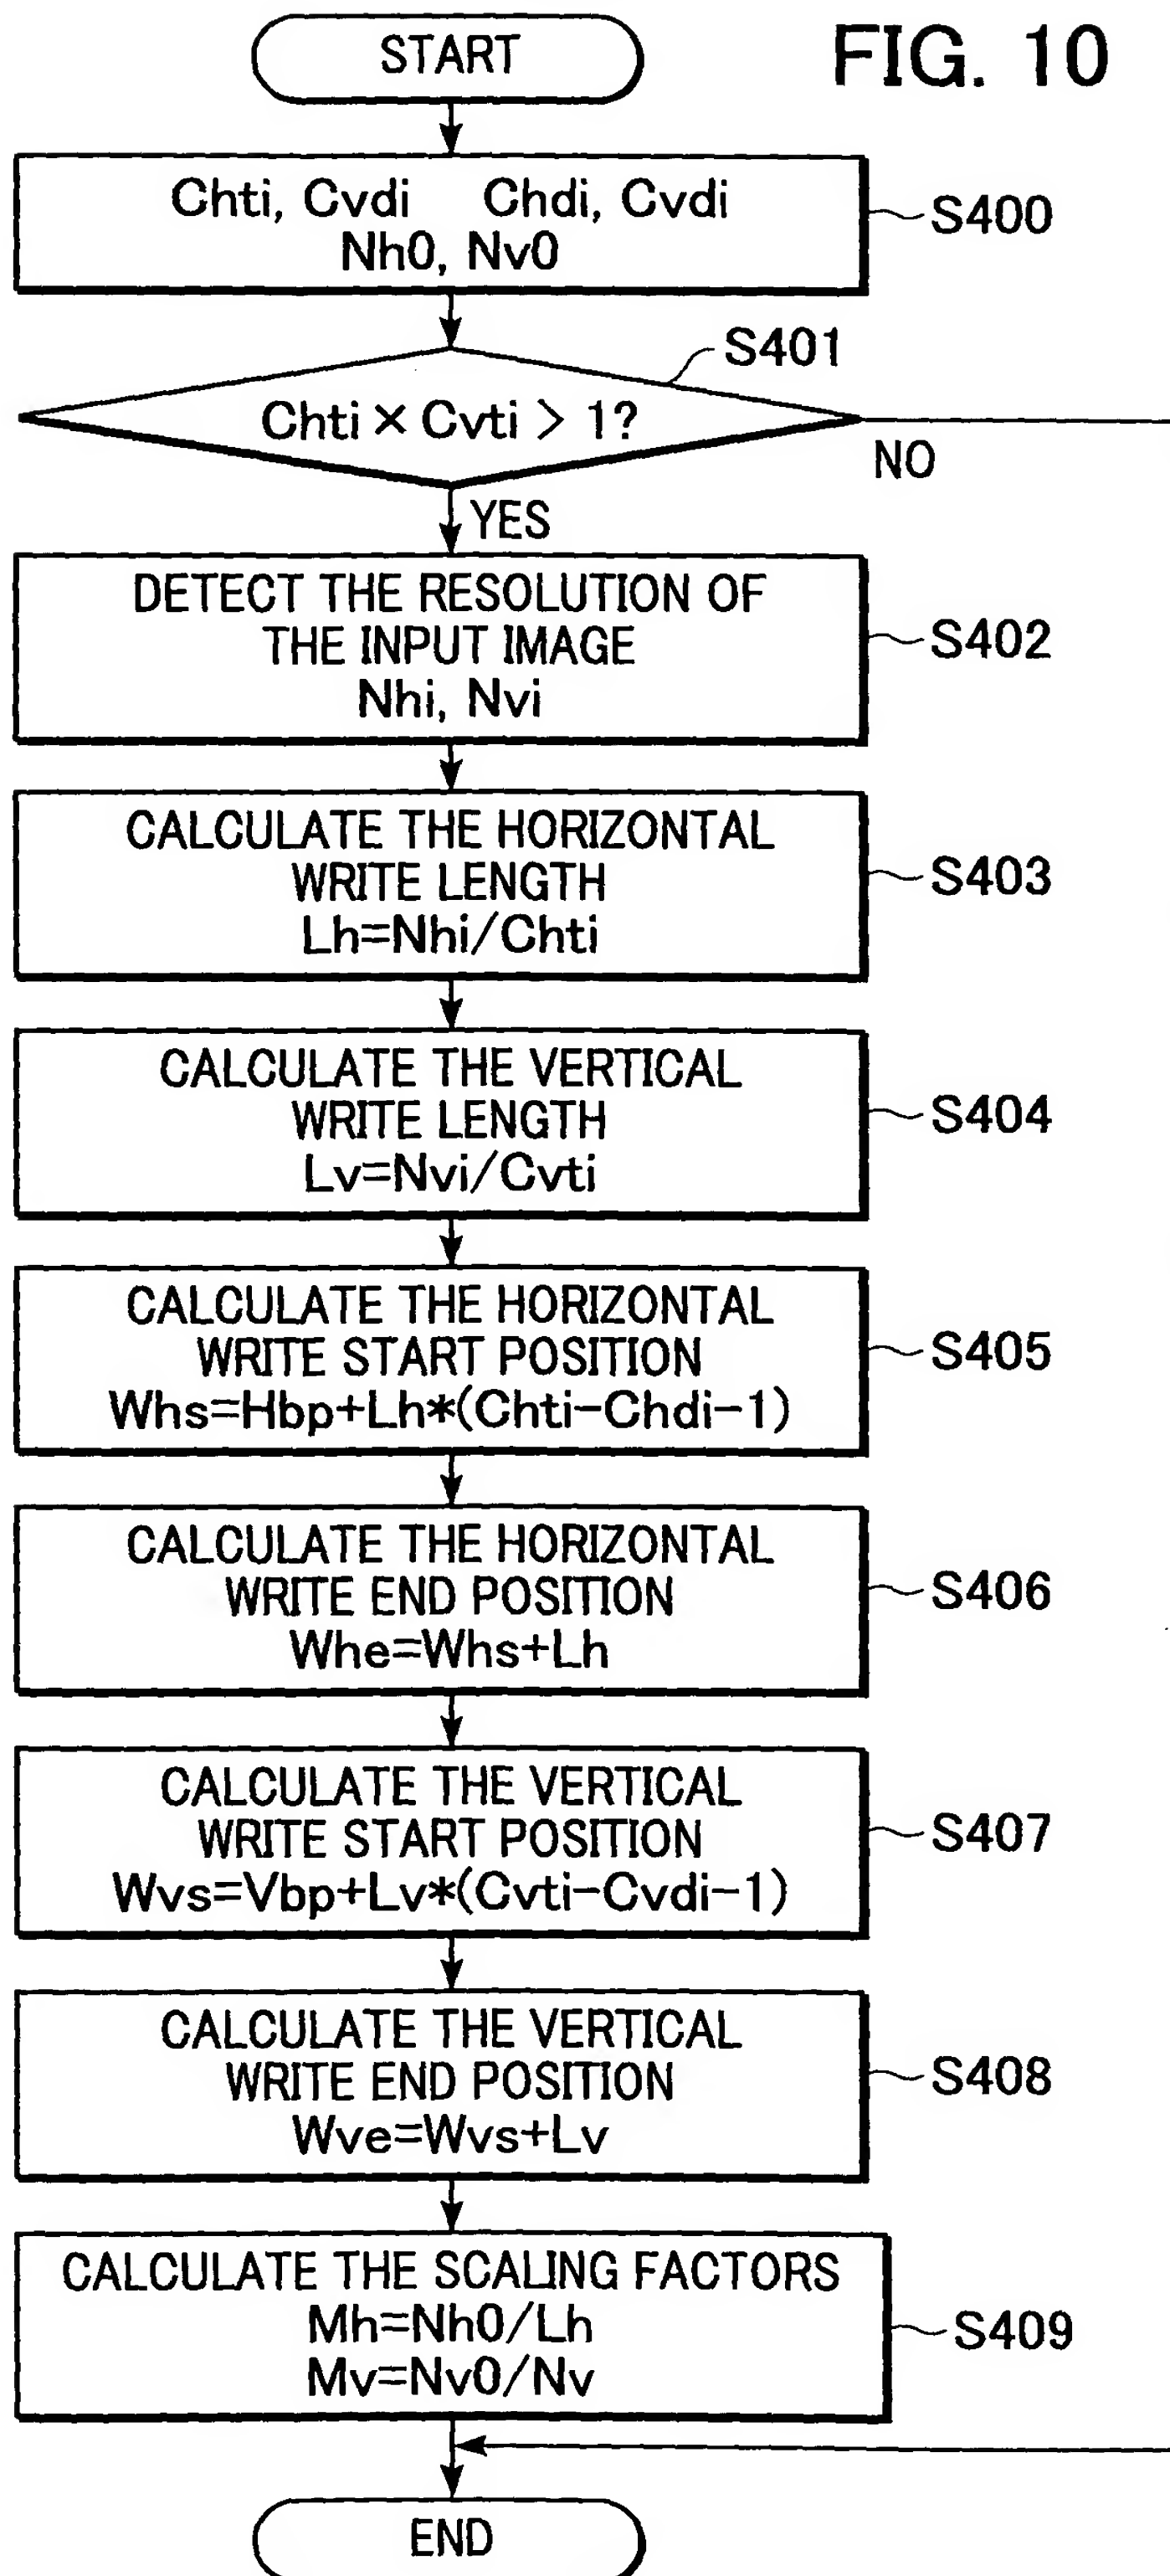 START
FIG. 10
Chti, Cvdi Chdi, Cvdi
Nh0, Nv0
S400
S401
Chti × Cvti > 1?
NO
YES
DETECT THE RESOLUTION OF
THE INPUT IMAGE
Nhi, Nvi
S402
CALCULATE THE HORIZONTAL
WRITE LENGTH
Lh=Nhi/Chti
S403
CALCULATE THE VERTICAL
WRITE LENGTH
Lv=Nvi/Cvti
S404
CALCULATE THE HORIZONTAL
WRITE START POSITION
Whs=Hbp+Lh*(Chti-Chdi-1)
S405
CALCULATE THE HORIZONTAL
WRITE END POSITION
Whe=Whs+Lh
S406
CALCULATE THE VERTICAL
WRITE START POSITION
Wvs=Vbp+Lv*(Cvti-Cvdi-1)
S407
CALCULATE THE VERTICAL
WRITE END POSITION
Wve=Wvs+Lv
S408
CALCULATE THE SCALING FACTORS
Mh=Nh0/Lh
Mv=Nv0/Nv
S409
END